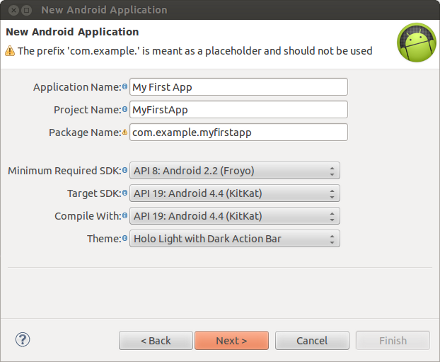 New Android Application
New Android Application
The prefix 'com.example.' is meant as a placeholder and should not be used
Application Name: My First App
Project Name: MyFirstApp
Package Name: com.example.myfirstapp
Minimum Required SDK: API 8: Android 2.2 (Froyo)
Target SDK: API 19: Android 4.4 (KitKat)
Compile With: API 19: Android 4.4 (KitKat)
Theme: Holo Light with Dark Action Bar
? < Back Next > Cancel Finish